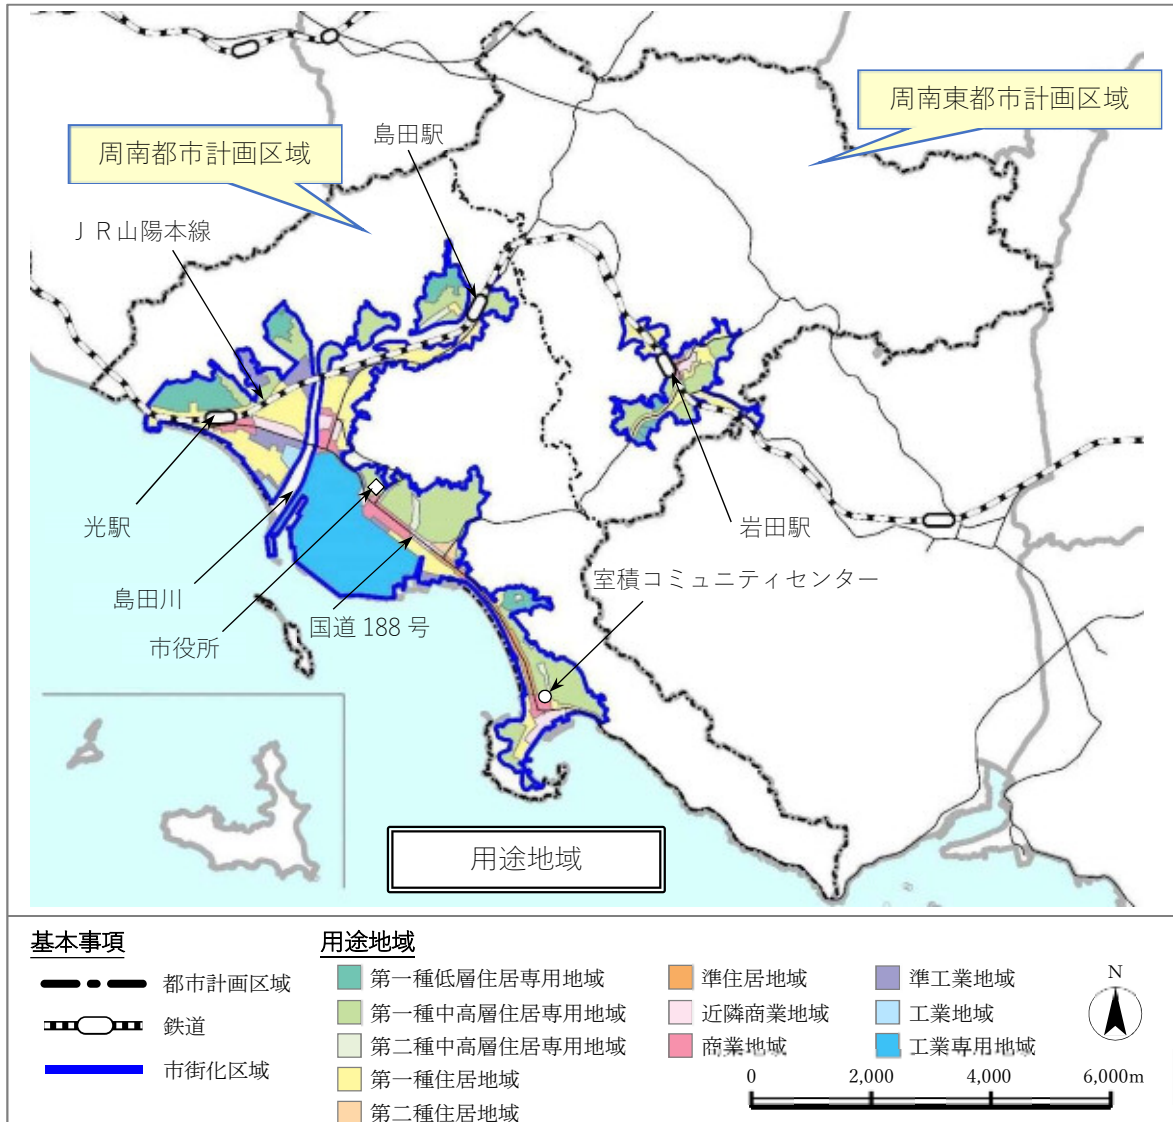 周南東都市計画区域
島田駅
周南都市計画区域
ＪＲ山陽本線
光駅
岩田駅
室積コミュニティセンター
島田川
国道 188 号
市役所
用途地域
基本事項
都市計画区域
鉄道
市街化区域
用途地域
第一種低層住居専用地域
第一種中高層住居専用地域
第二種中高層住居専用地域
第一種住居地域
第二種住居地域
準住居地域
近隣商業地域
商業地域
準工業地域
工業地域
工業専用地域
N
0 2,000 4,000 6,000m